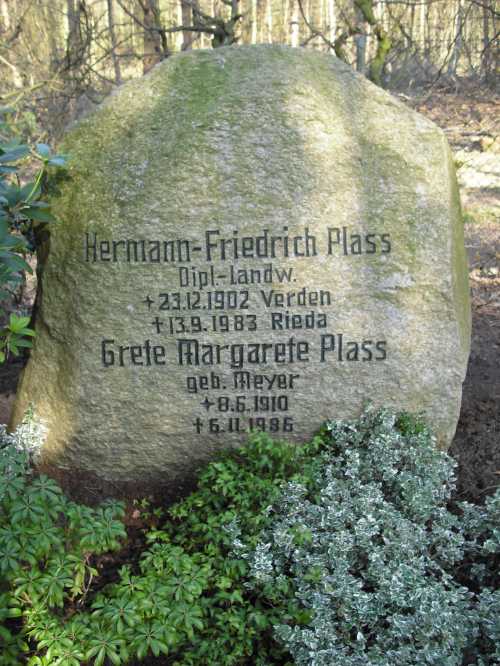 Hermann-Friedrich Plass
Dipl.-Landw.
+23.12.1902 Verden
+13.9.1983 Rieda
Grete Margarete Plass
geb. Meyer
+8.6.1910
+6.11.1986